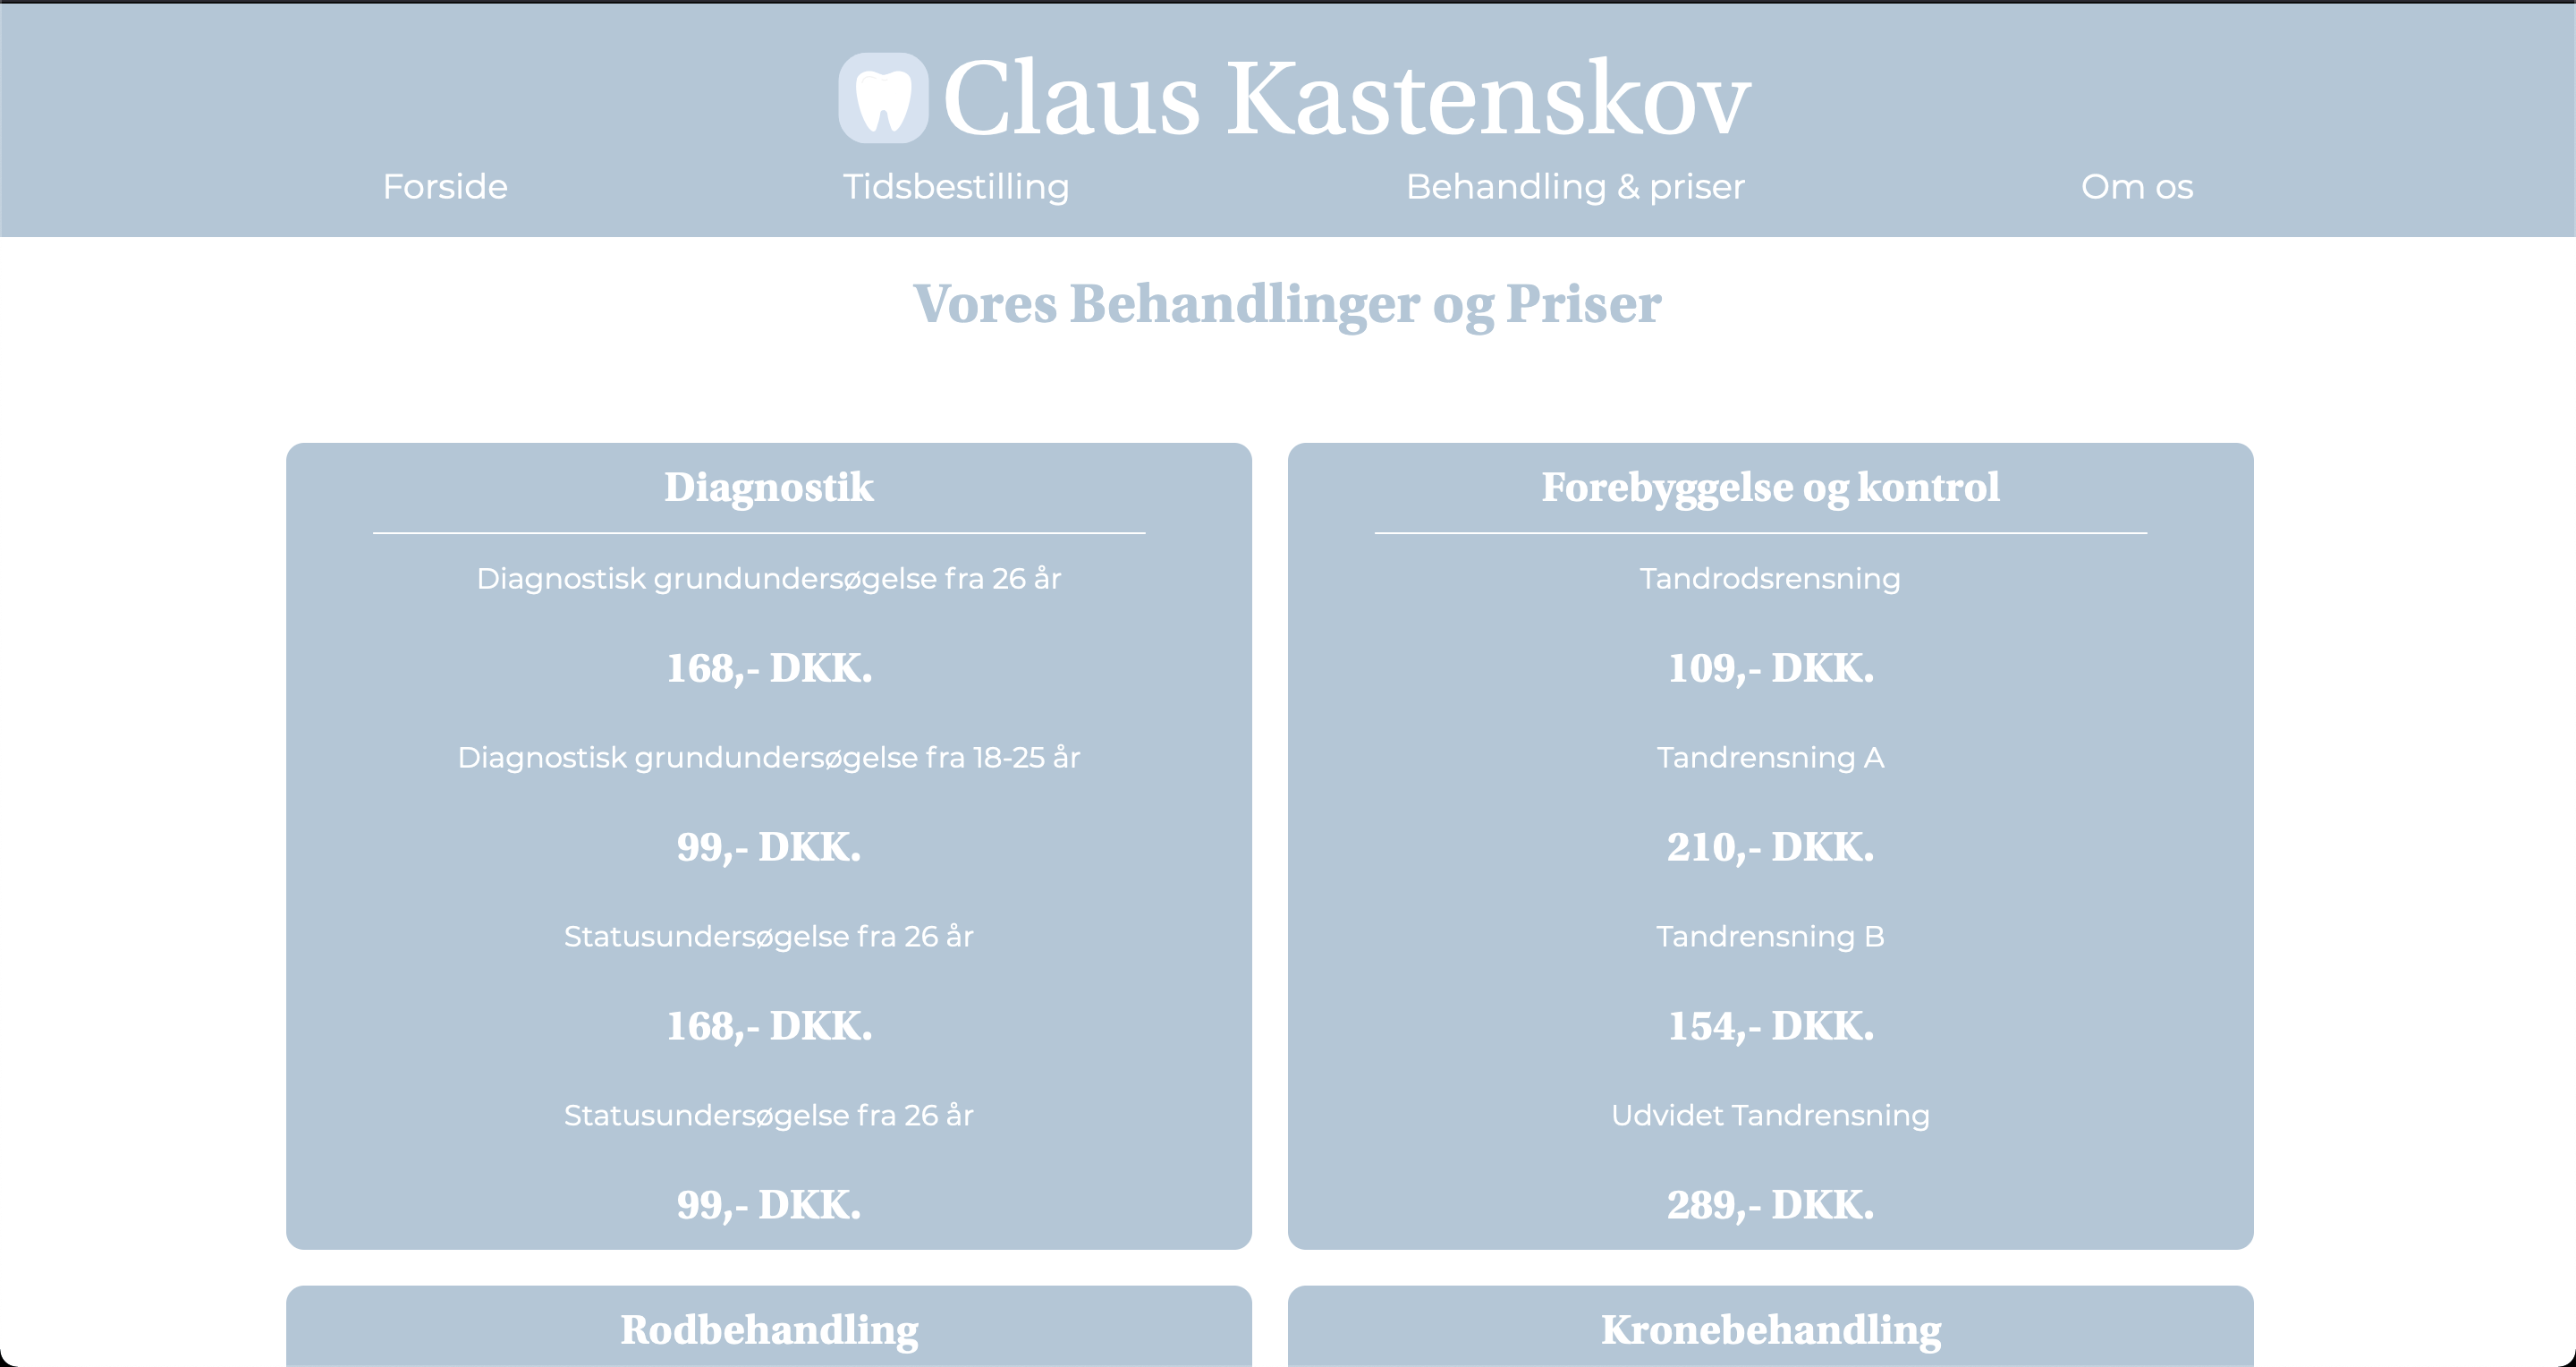 Claus Kastenskov
Forside
Tidsbestilling
Behandling & priser
Om os
Vores Behandlinger og Priser
Diagnostik
Diagnostisk grundundersøgelse fra 26 år
168,- DKK.
Diagnostisk grundundersøgelse fra 18-25 år
99,- DKK.
Statusundersøgelse fra 26 år
168,- DKK.
Statusundersøgelse fra 26 år
99,- DKK.
Forebyggelse og kontrol
Tandrodsrensning
109,- DKK.
Tandrensning A
210,- DKK.
Tandrensning B
154,- DKK.
Udvidet Tandrensning
289,- DKK.
Rodbehandling
Kronebehandling